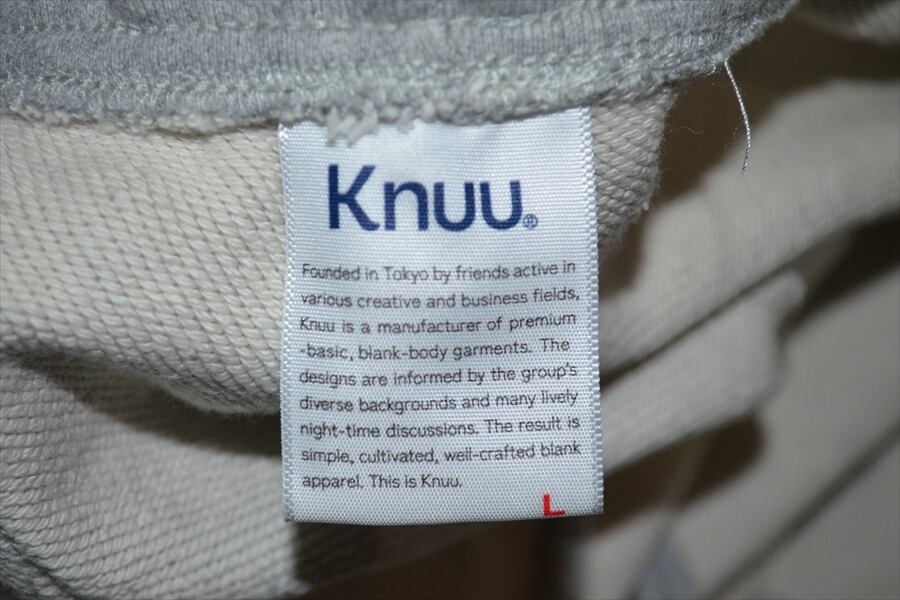 Knuu®
Founded in Tokyo by friends active in
various creative and business fields,
Knuu is a manufacturer of premium
-basic, blank-body garments. The
designs are informed by the group's
diverse backgrounds and many lively
night-time discussions. The result is
simple, cultivated, well-crafted blank
apparel. This is Knuu.
L